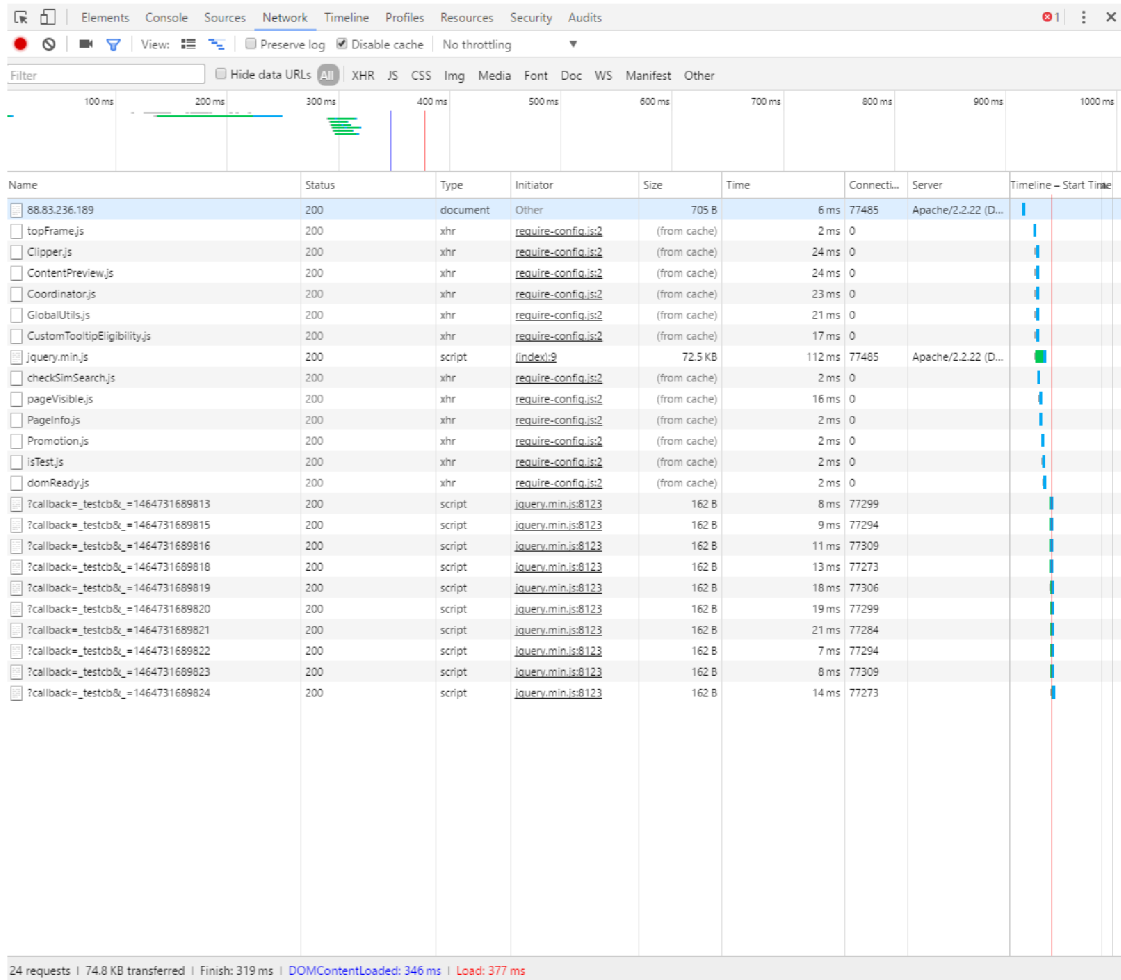 Elements Console Sources Network Timeline Profiles Resources Security Audits 1
View: Preserve log Disable cache No throttling
Filter Hide data URLs All XHR JS CSS Img Media Font Doc WS Manifest Other
100 ms 200 ms 300 ms 400 ms 500 ms 600 ms 700 ms 800 ms 900 ms 1000 ms
Name Status Type Initiator Size Time Connecti... Server Timeline – Start Time
88.83.236.189 200 document Other 705 B 6 ms 77485 Apache/2.2.22 (D...
topFrame.js 200 xhr require-config.js:2 (from cache) 2 ms 0
Clipper.js 200 xhr require-config.js:2 (from cache) 24 ms 0
ContentPreview.js 200 xhr require-config.js:2 (from cache) 24 ms 0
Coordinator.js 200 xhr require-config.js:2 (from cache) 23 ms 0
GlobalUtils.js 200 xhr require-config.js:2 (from cache) 21 ms 0
CustomTooltipEligibility.js 200 xhr require-config.js:2 (from cache) 17 ms 0
jquery.min.js 200 script (index):9 72.5 KB 112 ms 77485 Apache/2.2.22 (D...
checkSimSearch.js 200 xhr require-config.js:2 (from cache) 2 ms 0
pageVisible.js 200 xhr require-config.js:2 (from cache) 16 ms 0
PageInfo.js 200 xhr require-config.js:2 (from cache) 2 ms 0
Promotion.js 200 xhr require-config.js:2 (from cache) 2 ms 0
IsTest.js 200 xhr require-config.js:2 (from cache) 2 ms 0
domReady.js 200 xhr require-config.js:2 (from cache) 2 ms 0
?callback=_testcb&_=1464731689813 200 script jquery.min.js:8123 162 B 8 ms 77299
?callback=_testcb&_=1464731689815 200 script jquery.min.js:8123 162 B 9 ms 77294
?callback=_testcb&_=1464731689816 200 script jquery.min.js:8123 162 B 11 ms 77309
?callback=_testcb&_=1464731689818 200 script jquery.min.js:8123 162 B 13 ms 77273
?callback=_testcb&_=1464731689819 200 script jquery.min.js:8123 162 B 18 ms 77306
?callback=_testcb&_=1464731689820 200 script jquery.min.js:8123 162 B 19 ms 77299
?callback=_testcb&_=1464731689821 200 script jquery.min.js:8123 162 B 21 ms 77284
?callback=_testcb&_=1464731689822 200 script jquery.min.js:8123 162 B 7 ms 77294
?callback=_testcb&_=1464731689823 200 script jquery.min.js:8123 162 B 8 ms 77309
?callback=_testcb&_=1464731689824 200 script jquery.min.js:8123 162 B 14 ms 77273
24 requests | 74.8 KB transferred | Finish: 319 ms | DOMContentLoaded: 346 ms | Load: 377 ms